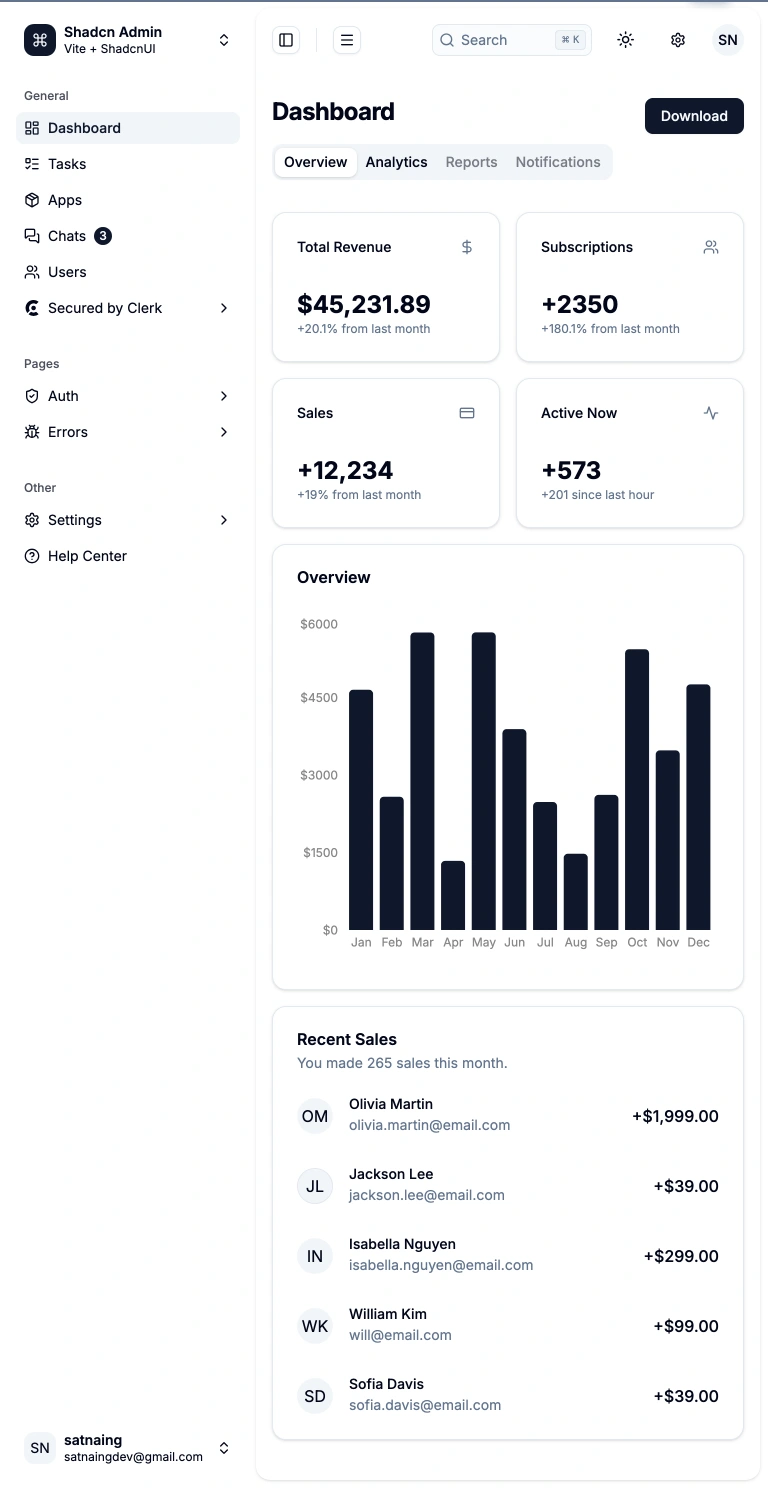 Shadcn Admin
Vite + ShadcnUI
General
Dashboard
Tasks
Apps
Chats 3
Users
Secured by Clerk
Pages
Auth
Errors
Other
Settings
Help Center
SN
satnaing
satnaingdev@gmail.com
Search
⌘ K
SN
Dashboard
Download
Overview Analytics Reports Notifications
Total Revenue
$45,231.89
+20.1% from last month
Subscriptions
+2350
+180.1% from last month
Sales
+12,234
+19% from last month
Active Now
+573
+201 since last hour
Overview
$6000
$4500
$3000
$1500
$0
Jan Feb Mar Apr May Jun Jul Aug Sep Oct Nov Dec
Recent Sales
You made 265 sales this month.
OM
Olivia Martin
olivia.martin@email.com
+$1,999.00
JL
Jackson Lee
jackson.lee@email.com
+$39.00
IN
Isabella Nguyen
isabella.nguyen@email.com
+$299.00
WK
William Kim
will@email.com
+$99.00
SD
Sofia Davis
sofia.davis@email.com
+$39.00